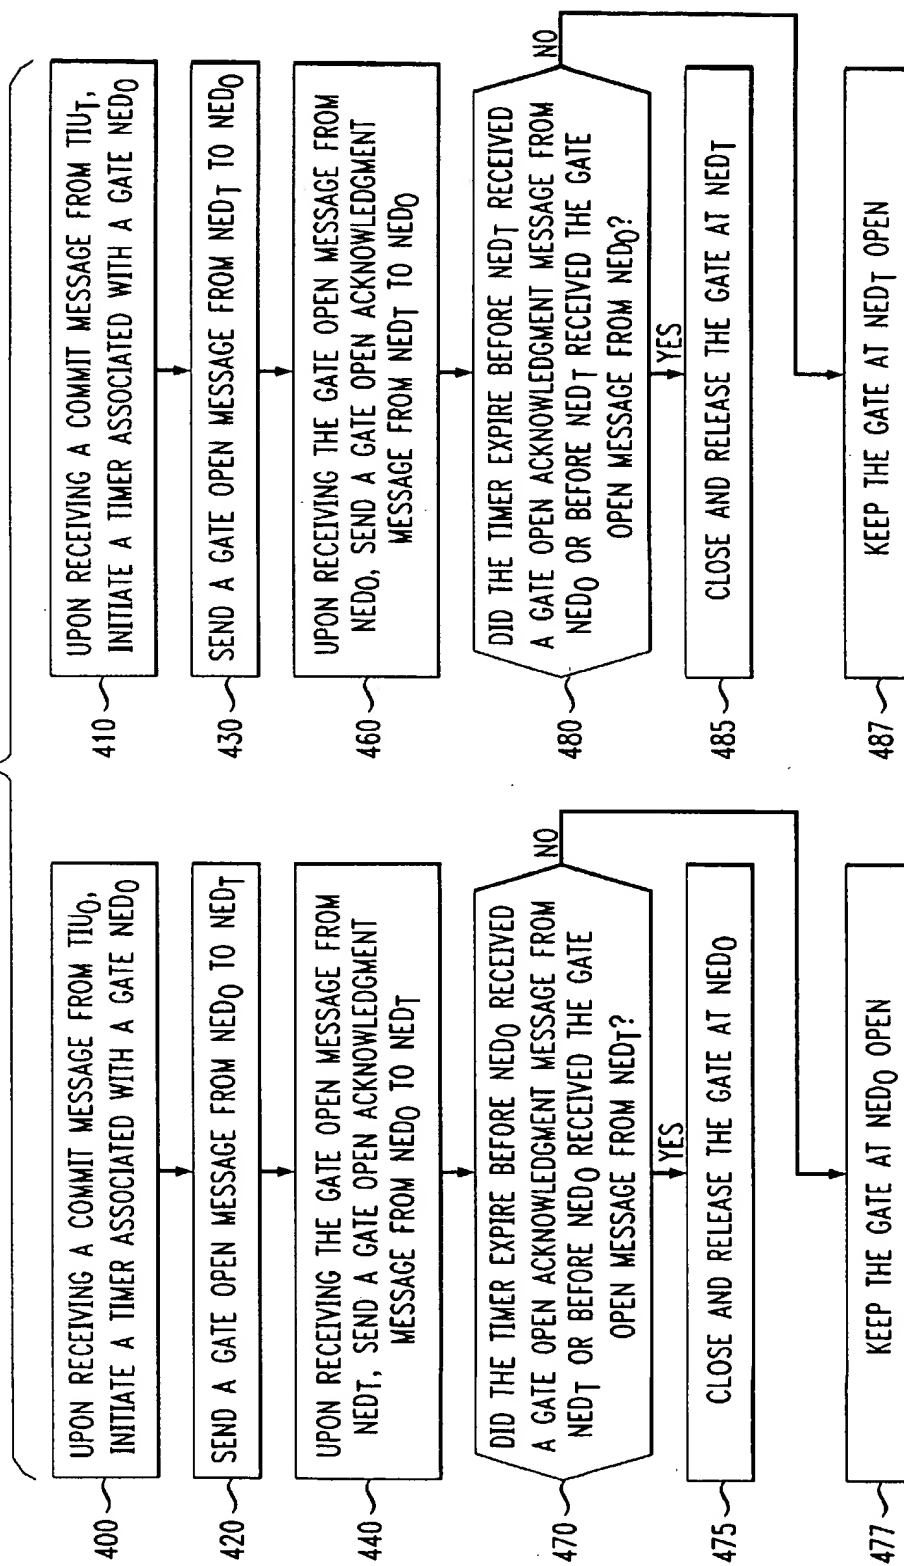 400
UPON RECEIVING A COMMIT MESSAGE FROM TIUO,
INITIATE A TIMER ASSOCIATED WITH A GATE NEDO
420
SEND A GATE OPEN MESSAGE FROM NEDO TO NEDT
440
UPON RECEIVING THE GATE OPEN MESSAGE FROM
NEDT, SEND A GATE OPEN ACKNOWLEDGMENT
MESSAGE FROM NEDO TO NEDT
470
DID THE TIMER EXPIRE BEFORE NEDO RECEIVED
A GATE OPEN ACKNOWLEDGMENT MESSAGE FROM
NEDT OR BEFORE NEDO RECEIVED THE GATE
OPEN MESSAGE FROM NEDT?
NO
YES
475
CLOSE AND RELEASE THE GATE AT NEDO
477
KEEP THE GATE AT NEDO OPEN
410
UPON RECEIVING A COMMIT MESSAGE FROM TIUT,
INITIATE A TIMER ASSOCIATED WITH A GATE NEDO
430
SEND A GATE OPEN MESSAGE FROM NEDT TO NEDO
460
UPON RECEIVING THE GATE OPEN MESSAGE FROM
NEDO, SEND A GATE OPEN ACKNOWLEDGMENT
MESSAGE FROM NEDT TO NEDO
480
DID THE TIMER EXPIRE BEFORE NEDT RECEIVED
A GATE OPEN ACKNOWLEDGMENT MESSAGE FROM
NEDO OR BEFORE NEDT RECEIVED THE GATE
OPEN MESSAGE FROM NEDO?
NO
YES
485
CLOSE AND RELEASE THE GATE AT NEDT
487
KEEP THE GATE AT NEDT OPEN